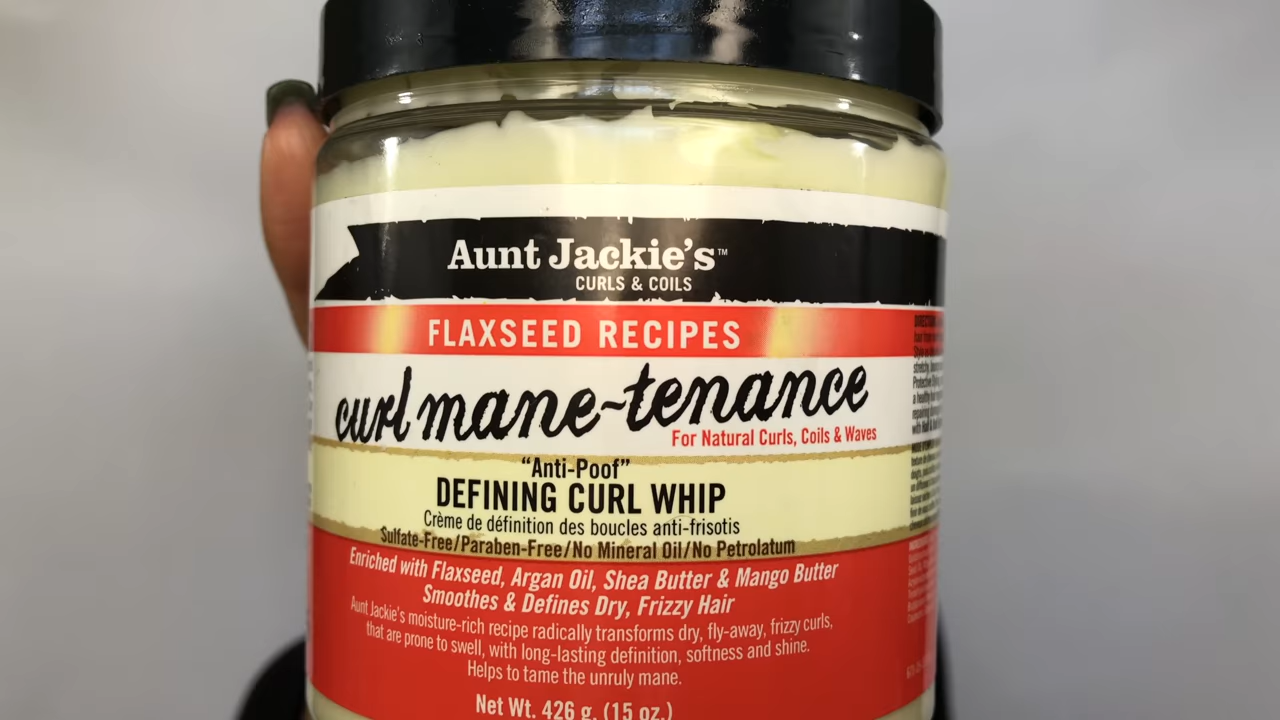 Aunt Jackie's™
CURLS & COILS
FLAXSEED RECIPES
curl mane-tenance
For Natural Curls, Coils & Waves
"Anti-Poof"
DEFINING CURL WHIP
Crème de définition des boucles anti-frisotis
Sulfate-Free/Paraben-Free/No Mineral Oil/No Petrolatum
Enriched with Flaxseed, Argan Oil, Shea Butter & Mango Butter
Smoothes & Defines Dry, Frizzy Hair
Aunt Jackie's moisture-rich recipe radically transforms dry, fly-away, frizzy curls,
that are prone to swell, with long-lasting definition, softness and shine.
Helps to tame the unruly mane.
Net Wt. 426 g. (15 oz.)